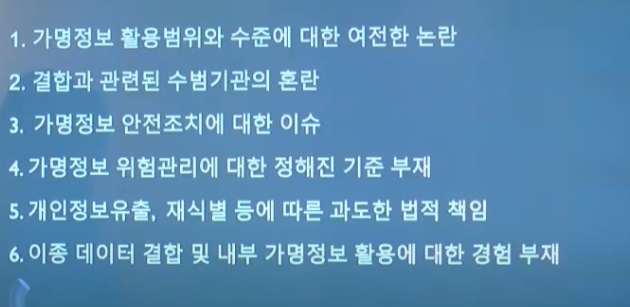 1. 가명정보 활용범위와 수준에 대한 여전한 논란
2. 결합과 관련된 수범기관의 혼란
3. 가명정보 안전조치에 대한 이슈
4. 가명정보 위험관리에 대한 정해진 기준 부재
5. 개인정보유출, 재식별 등에 따른 과도한 법적 책임
6. 이종 데이터 결합 및 내부 가명정보 활용에 대한 경험 부재